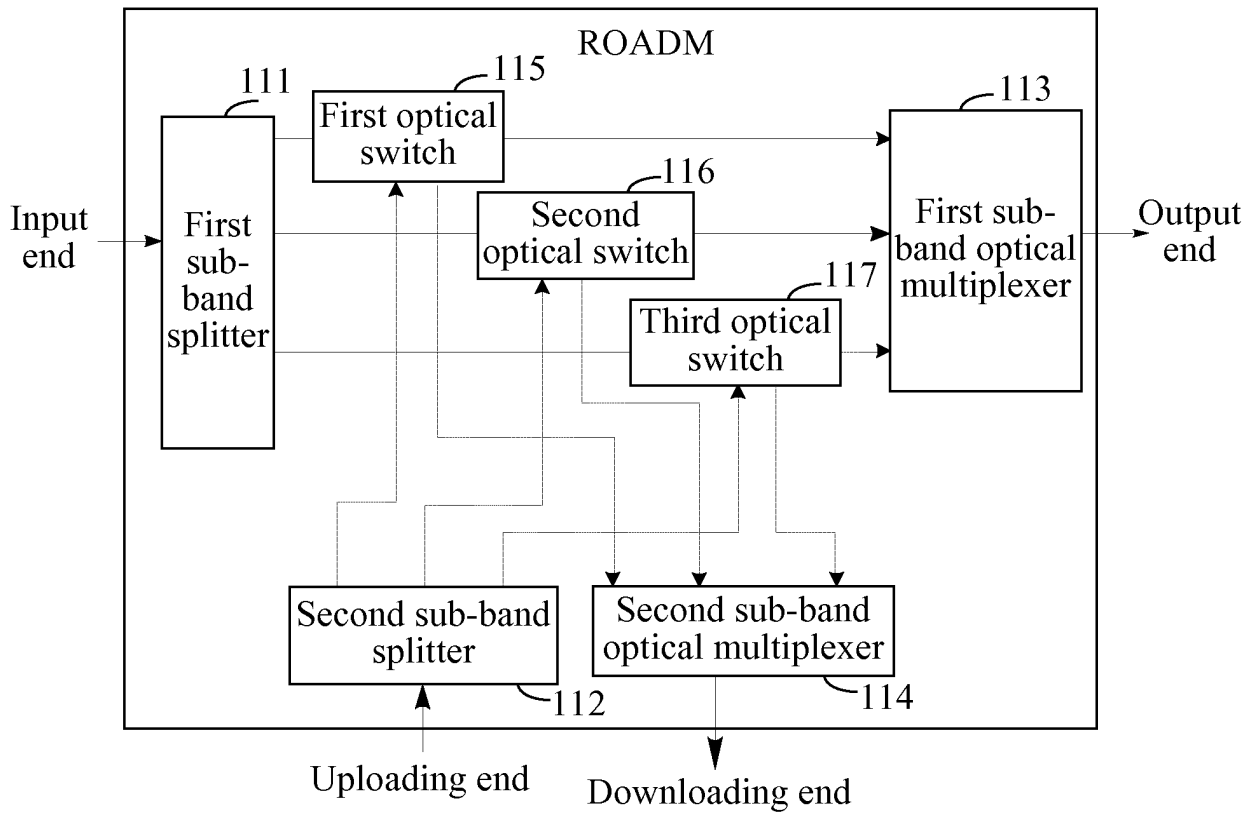 ROADM
111
115
113
First optical
switch
116
Input
end
First
sub-
band
splitter
Second
optical switch
First sub-
band optical
multiplexer
Output
end
117
Third optical
switch
Second sub-band
splitter
Second sub-band
optical multiplexer
112
114
Uploading end
Downloading end